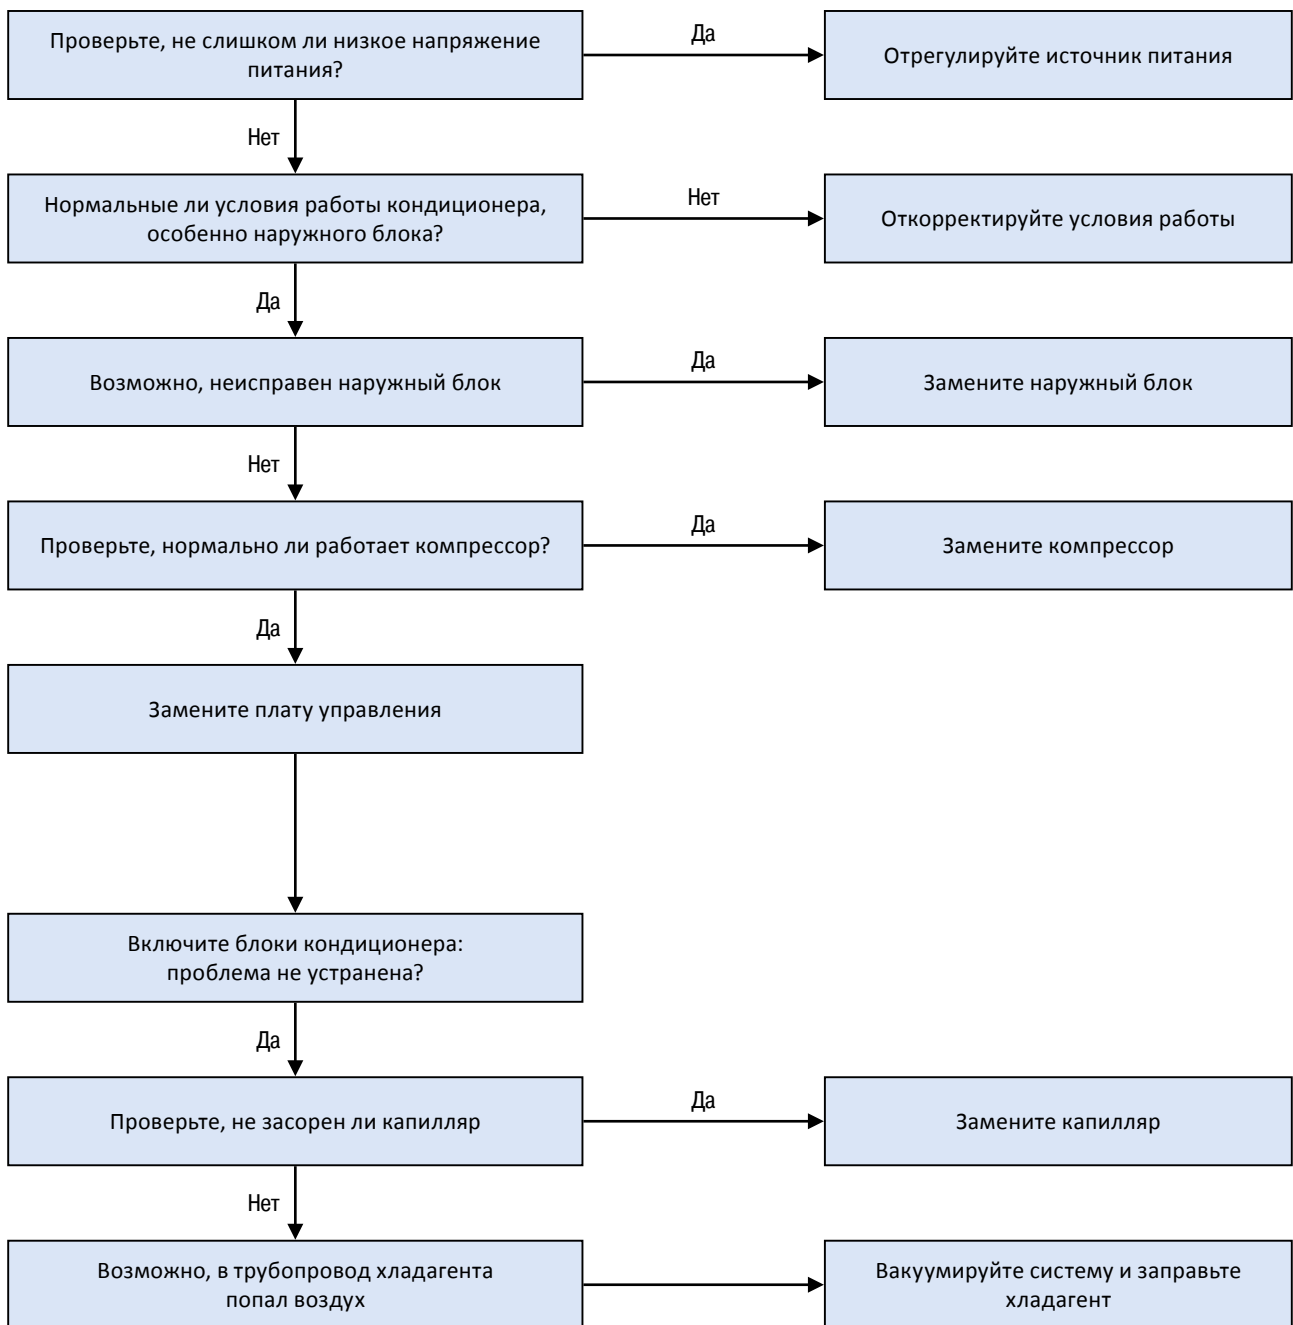 Проверьте, не слишком ли низкое напряжение
питания?
Да
Отрегулируйте источник питания
Нет
Нормальные ли условия работы кондиционера,
особенно наружного блока?
Нет
Откорректируйте условия работы
Да
Возможно, неисправен наружный блок
Да
Замените наружный блок
Нет
Проверьте, нормально ли работает компрессор?
Да
Замените компрессор
Да
Замените плату управления
Включите блоки кондиционера:
проблема не устранена?
Да
Проверьте, не засорен ли капилляр
Да
Замените капилляр
Нет
Возможно, в трубопровод хладагента
попал воздух
Вакуумируйте систему и заправьте
хладагент